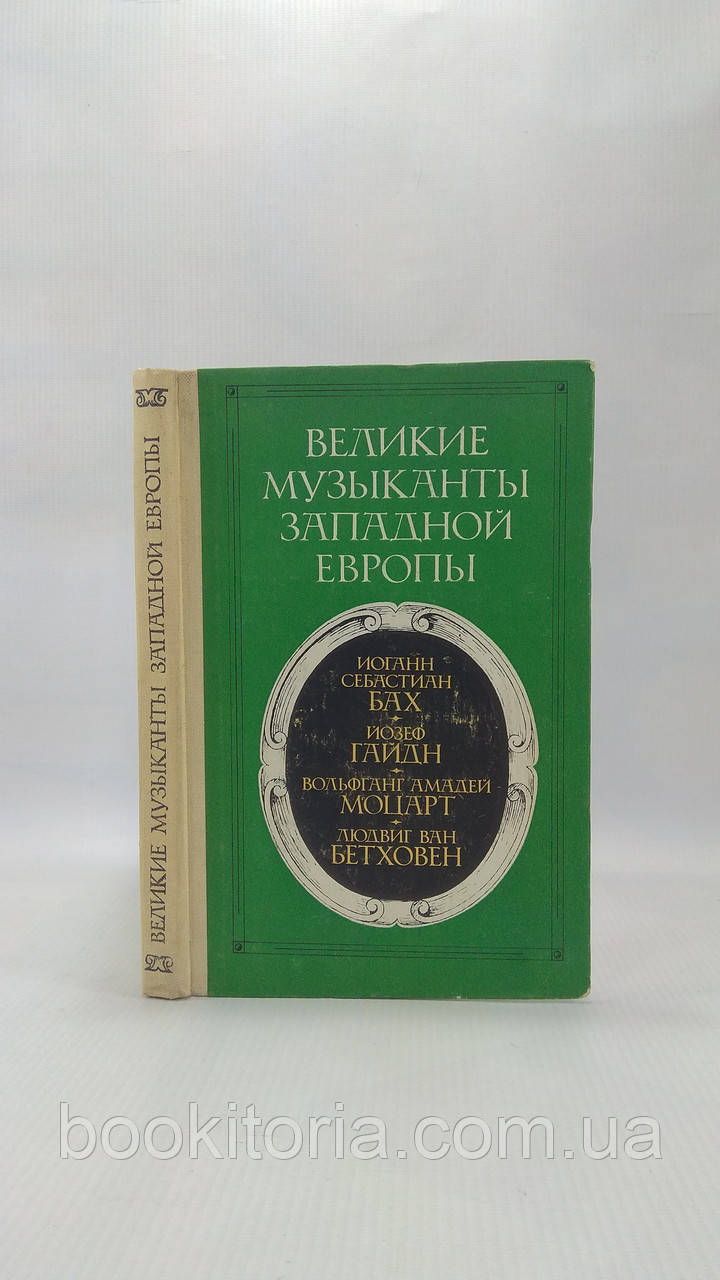 ВЕЛИКИЕ МУЗЫКАНТЫ ЗАПАДНОЙ ЕВРОПЫ
ВЕЛИКИЕ
МУЗЫКАНТЫ
ЗАПАДНОЙ
ЕВРОПЫ
ИОГАНН
СЕБАСТИАН
БАХ
ЙОЗЕФ
ГАЙДН
ВОЛЬФГАНГ АМАДЕЙ
МОЦАРТ
ЛЮДВИГ ВАН
БЕТХОВЕН
bookitoria.com.ua